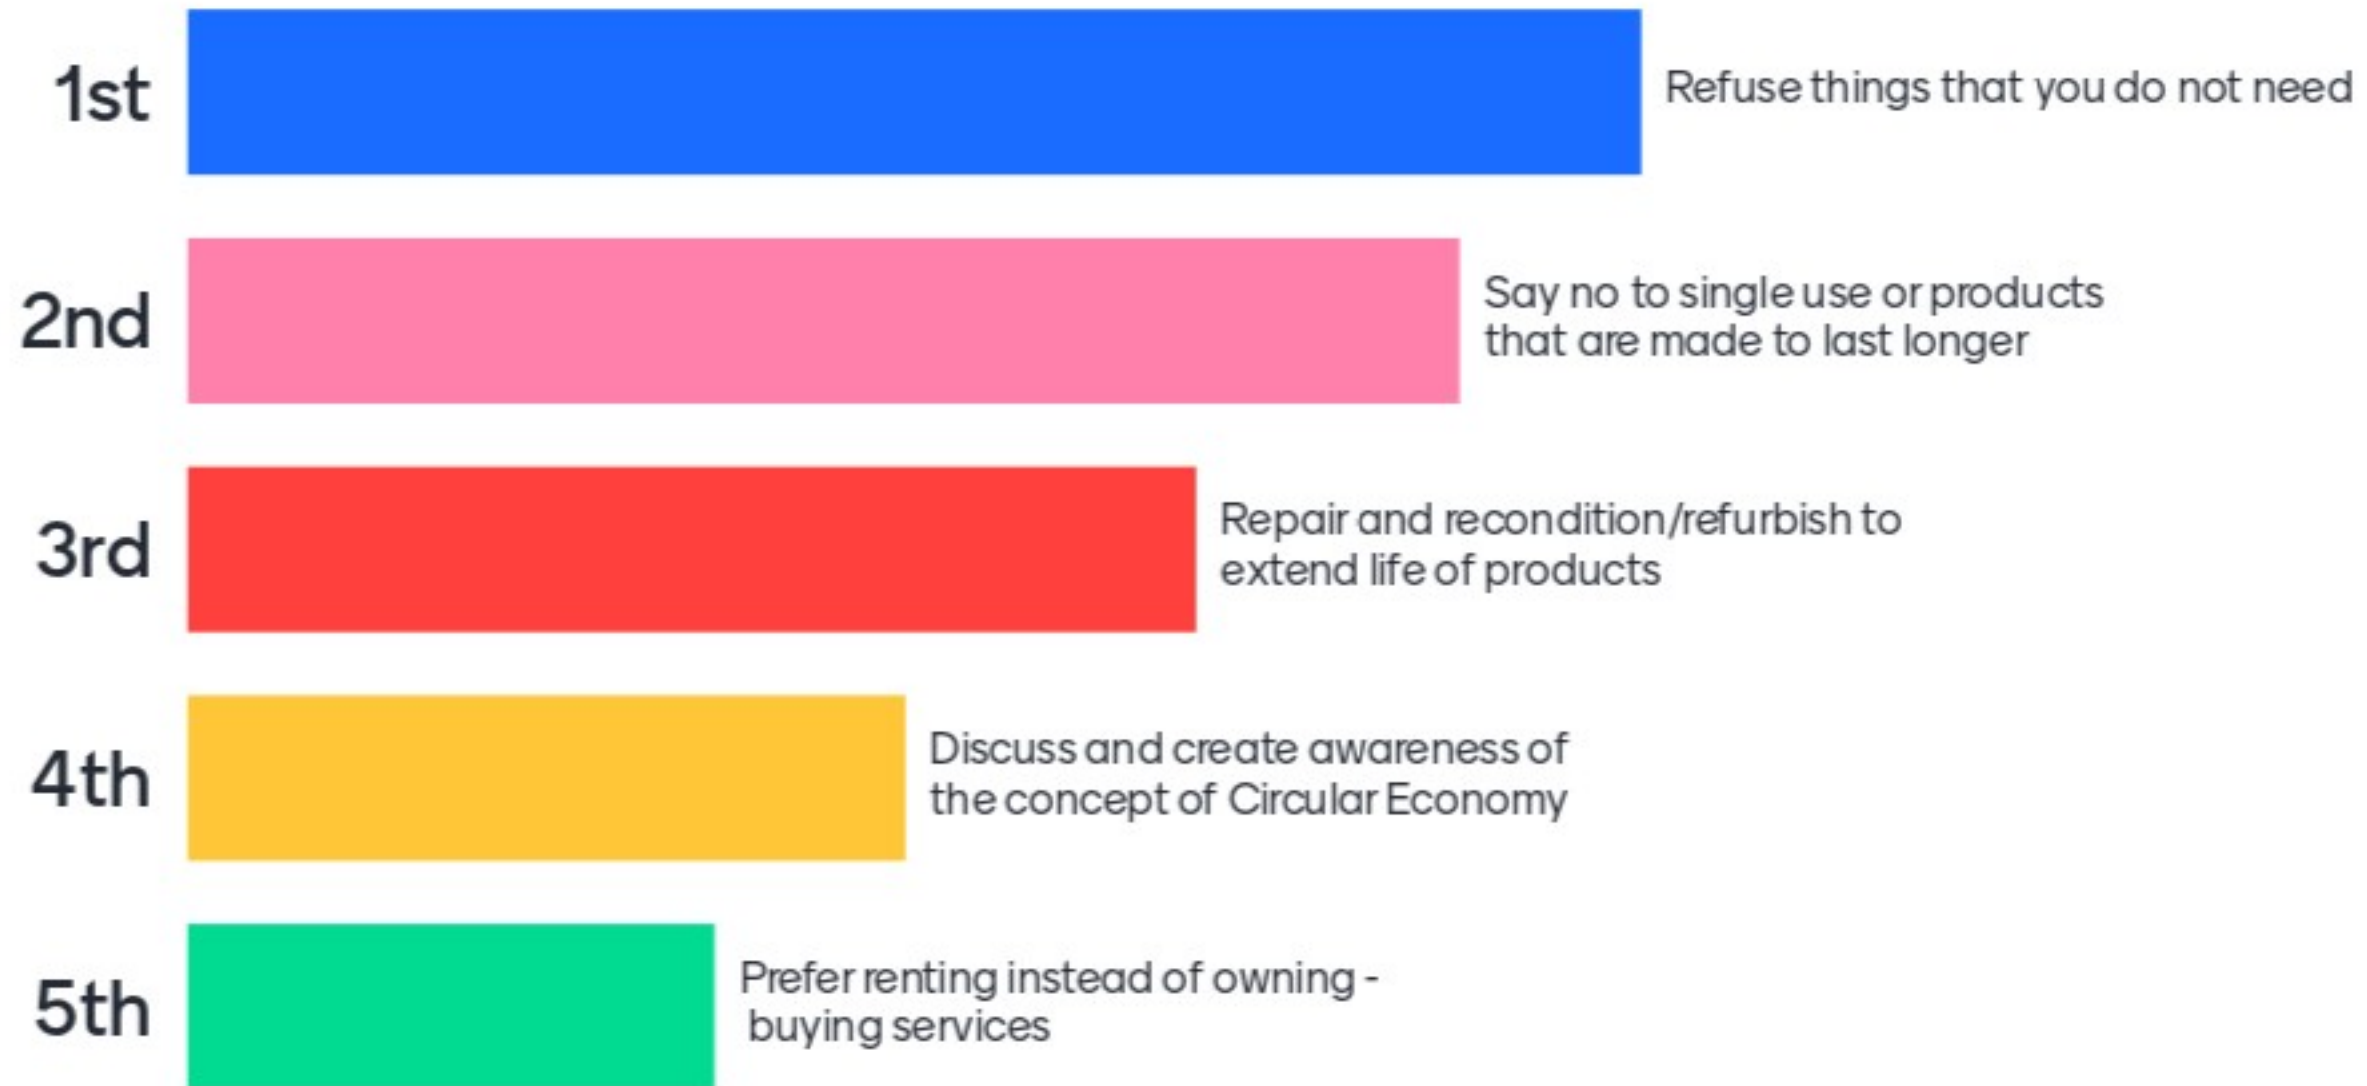 1st
Refuse things that you do not need
2nd
Say no to single use or products
that are made to last longer
3rd
Repair and recondition/refurbish to
extend life of products
4th
Discuss and create awareness of
the concept of Circular Economy
5th
Prefer renting instead of owning -
buying services